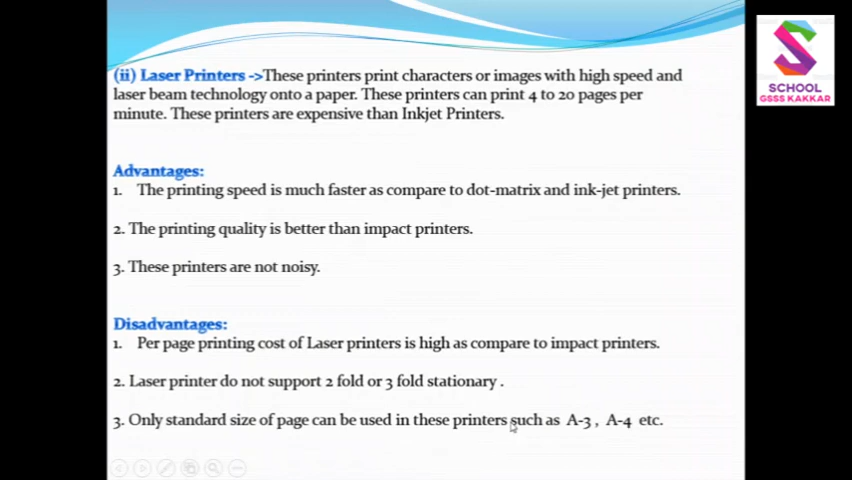 (ii) Laser Printers ->These printers print characters or images with high speed and
laser beam technology onto a paper. These printers can print 4 to 20 pages per
minute. These printers are expensive than Inkjet Printers.
Advantages:
1. The printing speed is much faster as compare to dot-matrix and ink-jet printers.
2. The printing quality is better than impact printers.
3. These printers are not noisy.
Disadvantages:
1. Per page printing cost of Laser printers is high as compare to impact printers.
2. Laser printer do not support 2 fold or 3 fold stationary .
3. Only standard size of page can be used in these printers such as A-3 , A-4 etc.
SCHOOL
GSSS KAKKAR